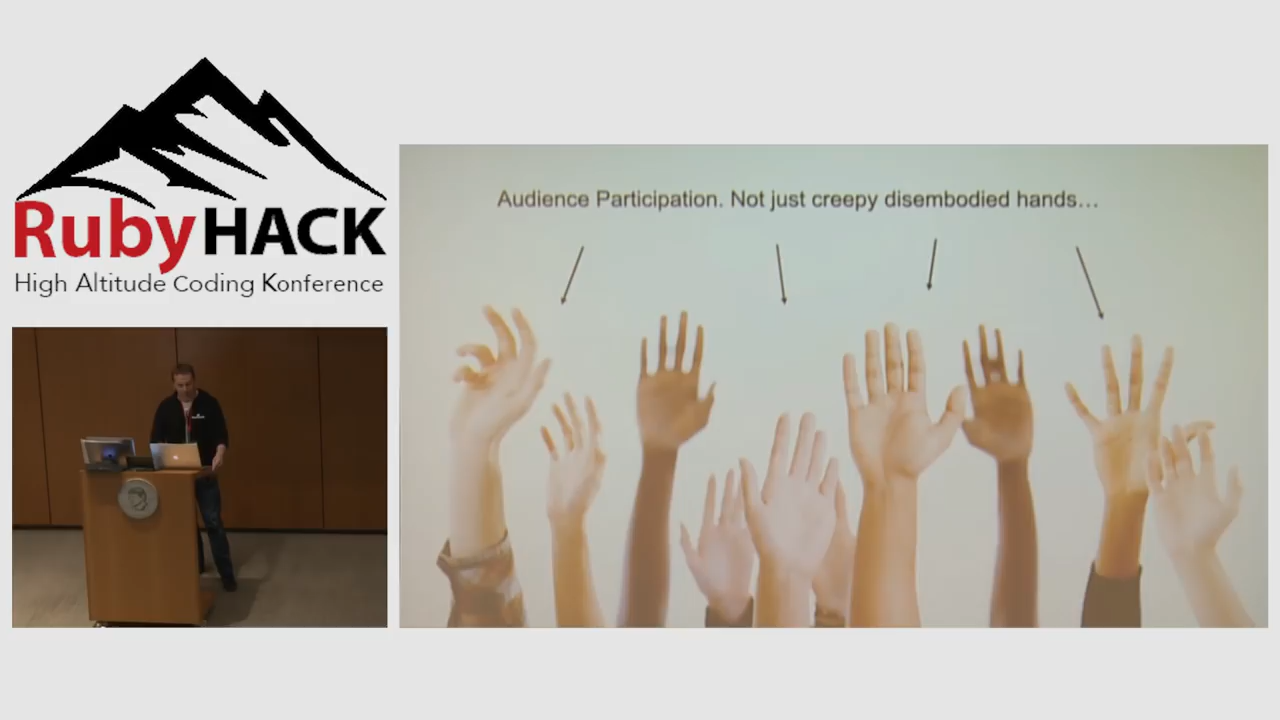 RubyHACK
High Altitude Coding Konference
Audience Participation. Not just creepy disembodied hands...